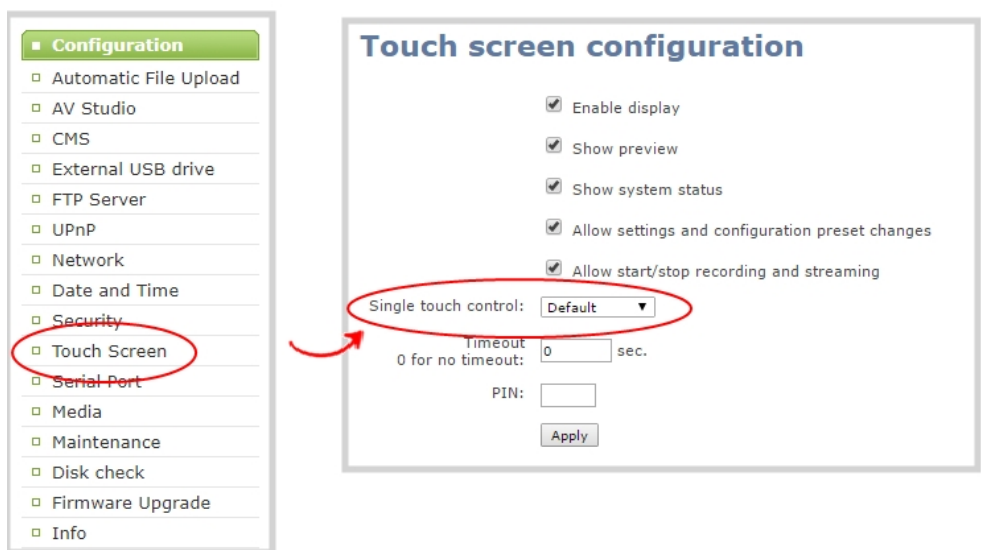 Configuration
Automatic File Upload
AV Studio
CMS
External USB drive
FTP Server
UPnP
Network
Date and Time
Security
Touch Screen
Serial Port
Media
Maintenance
Disk check
Firmware Upgrade
Info
Touch screen configuration
Enable display
Show preview
Show system status
Allow settings and configuration preset changes
Allow start/stop recording and streaming
Single touch control: Default
Timeout
0 for no timeout: 0 sec.
PIN:
Apply